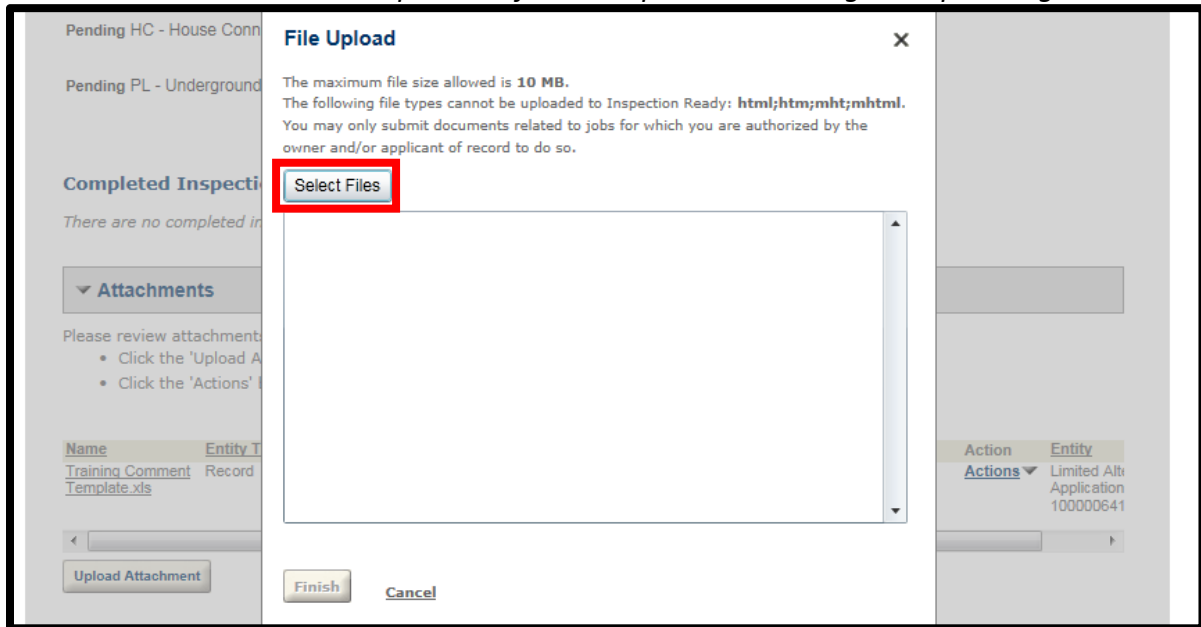 Pending HC - House Conn
Pending PL - Underground
File Upload
The maximum file size allowed is 10 MB.
The following file types cannot be uploaded to Inspection Ready: html;htm;mht;mhtml.
You may only submit documents related to jobs for which you are authorized by the
owner and/or applicant of record to do so.
Select Files
Completed Inspecti
There are no completed in
Attachments
Please review attachment
• Click the 'Upload A
• Click the 'Actions'
Name Entity T Action Entity
Training Comment Record Actions Limited Alt
Template.xls Application
100000641
Upload Attachment
Finish Cancel